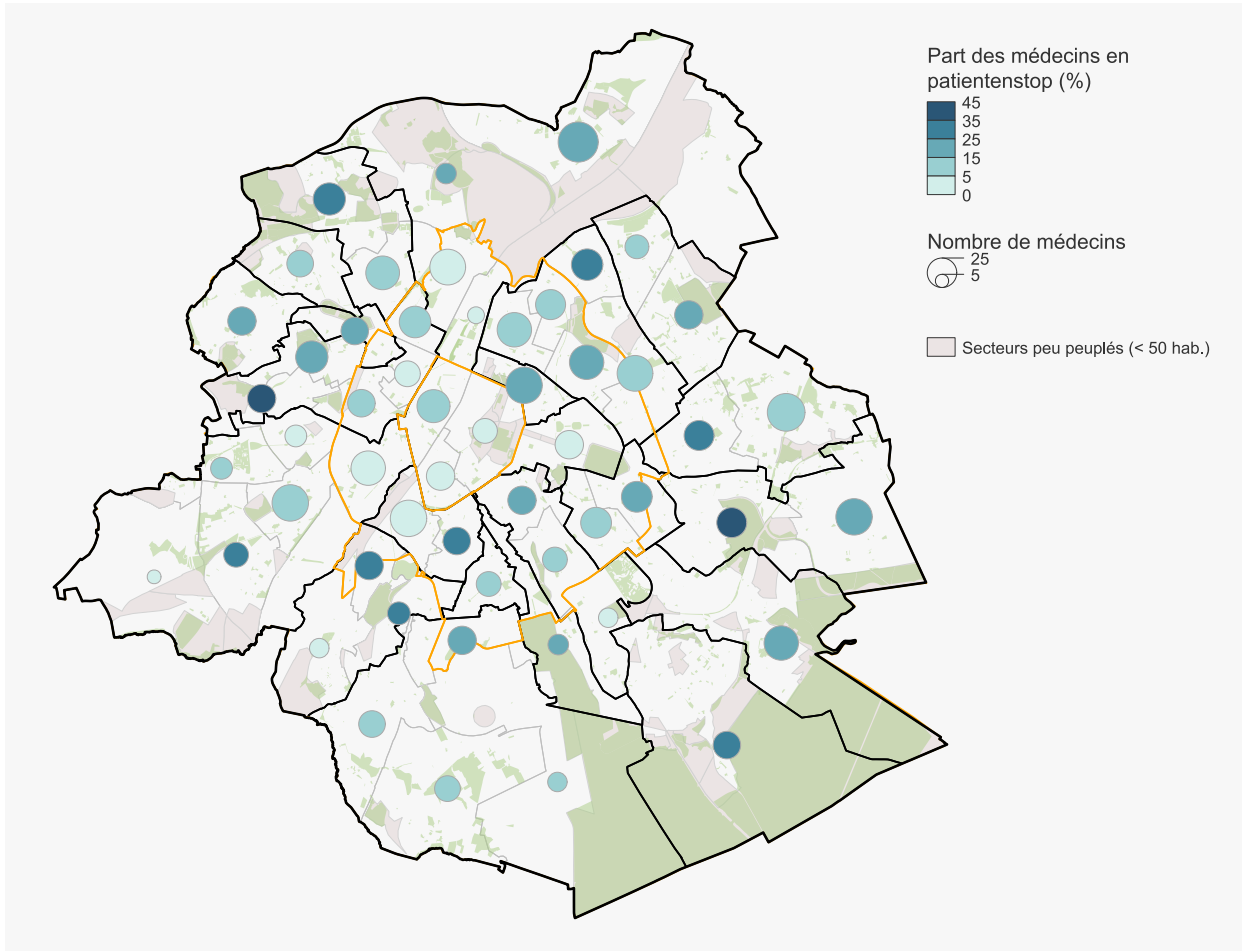 Part des médecins en
patientenstop (%)
45
35
25
15
5
0
Nombre de médecins
25
5
Secteurs peu peuplés (< 50 hab.)